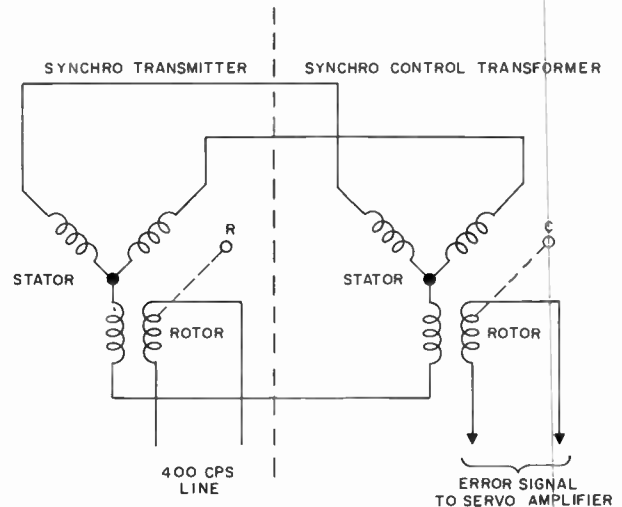 SYNCHRO TRANSMITTER
SYNCHRO CONTROL TRANSFORMER
R
C
STATOR
STATOR
ROTOR
ROTOR
400 CPS
LINE
ERROR SIGNAL
TO SERVO AMPLIFIER